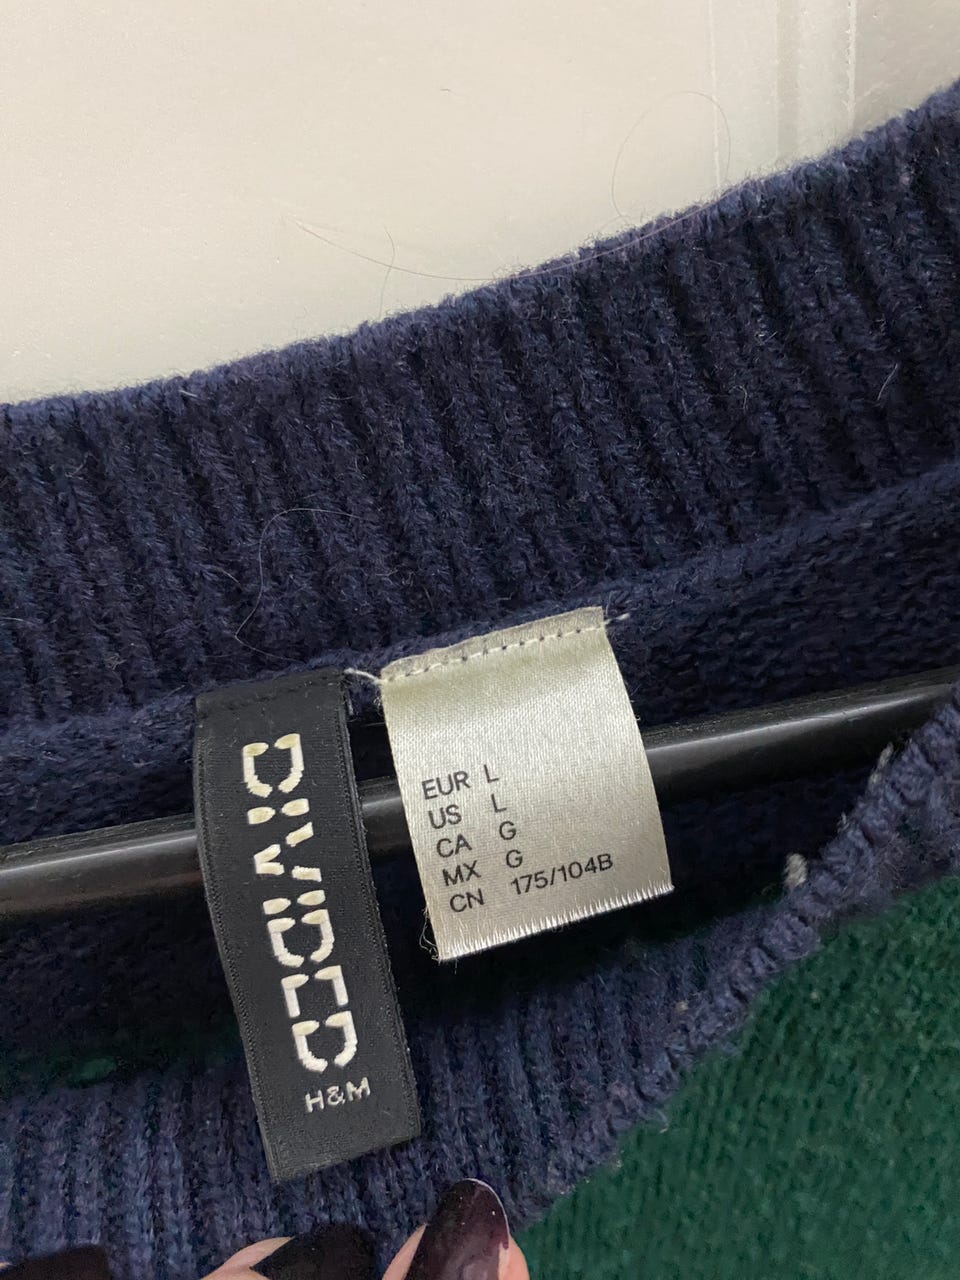 DIVIDED
H&M
EUR L
US L
CA G
MX G
CN 175/104B